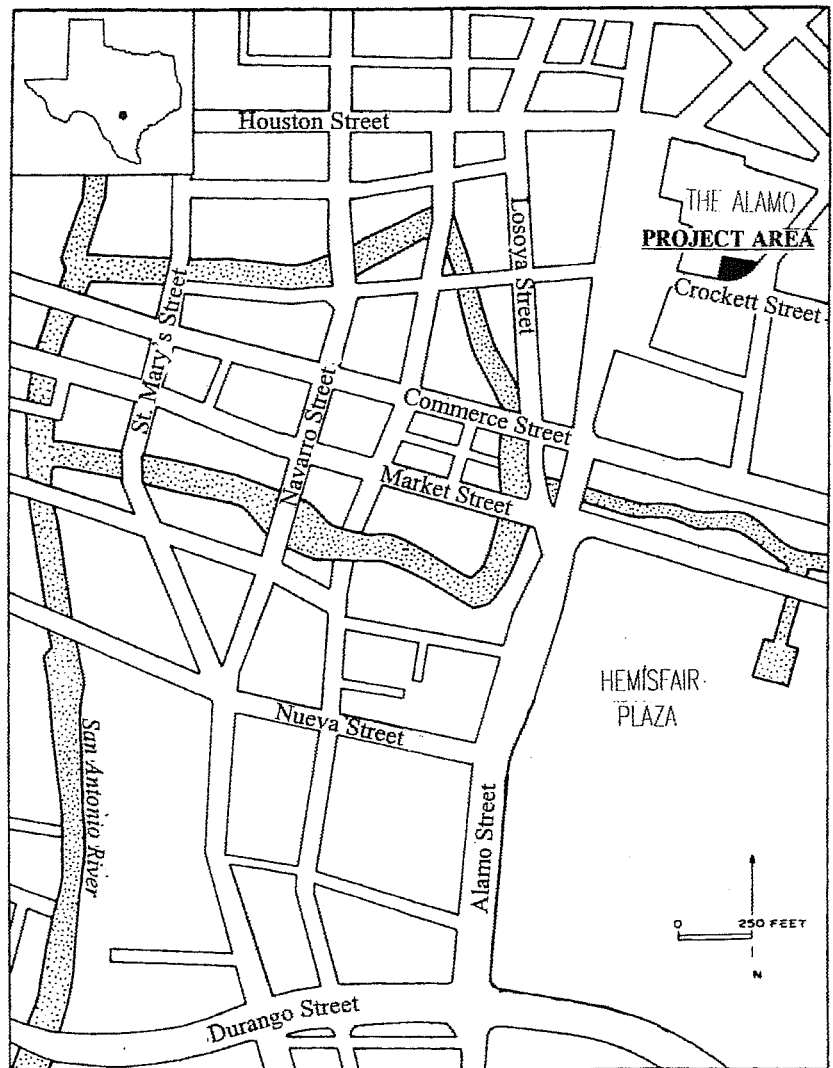 Houston Street
THE ALAMO
PROJECT AREA
Losoya Street
Crockett Street
St. Mary's Street
Navarro Street
Commerce Street
Market Street
HEMISFAIR
PLAZA
Nueva Street
San Antonio River
Alamo Street
0 250 FEET
N
Durango Street